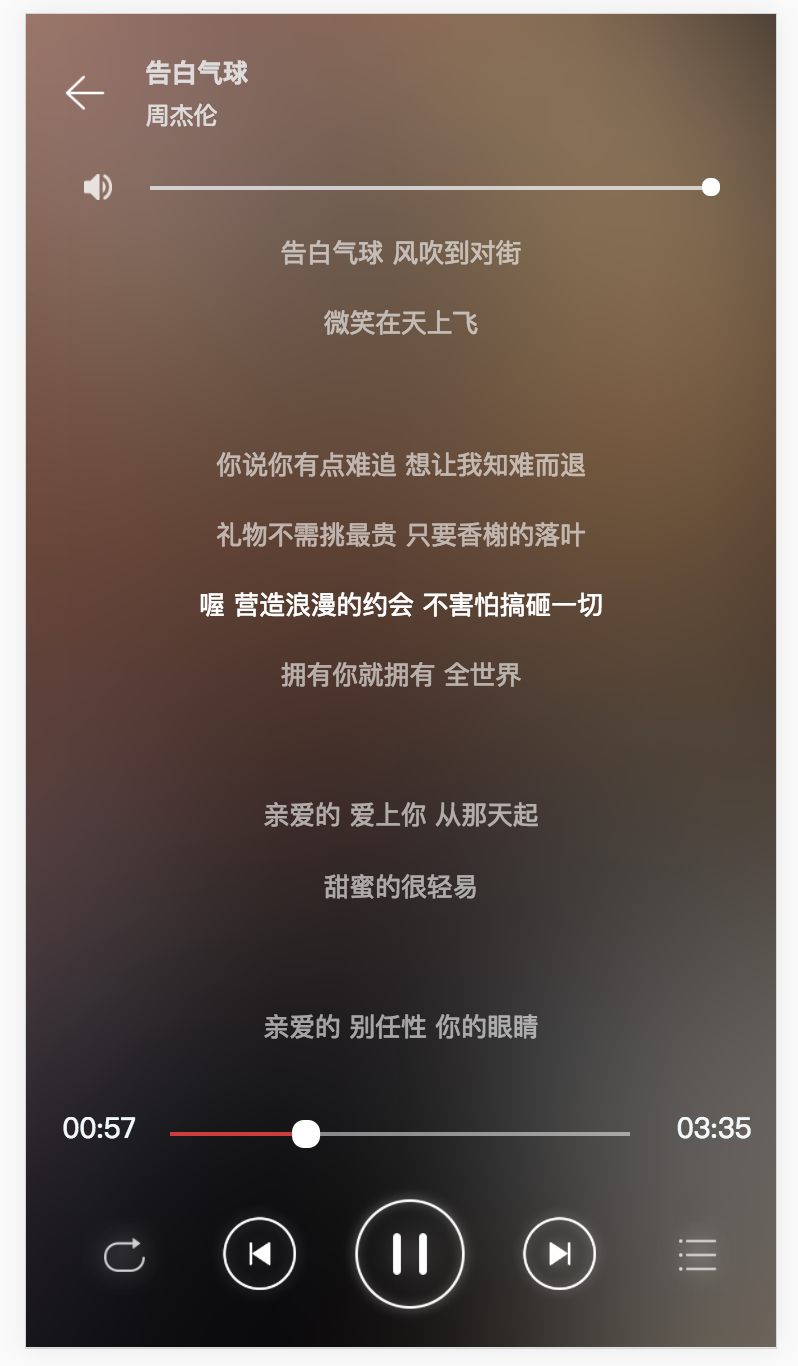 告白气球
周杰伦
告白气球 风吹到对街
微笑在天上飞
你说你有点难追 想让我知难而退
礼物不需挑最贵 只要香榭的落叶
喔 营造浪漫的约会 不害怕搞砸一切
拥有你就拥有 全世界
亲爱的 爱上你 从那天起
甜蜜的很轻易
亲爱的 别任性 你的眼睛
00:57
03:35